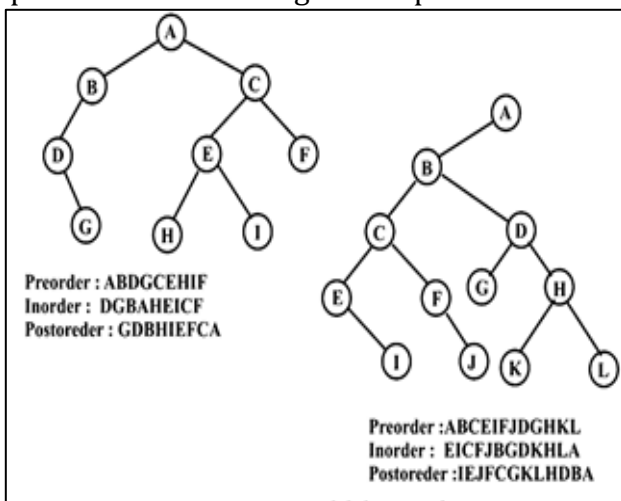 A
B C
D E F
G H I
Preorder : ABDGCEHIF
Inorder : DGBAHEICF
Postoreder : GDBHIEFCA
A
B
C D
E F G H
I J K L
Preorder :ABCEIFJDGHKL
Inorder : EICFJBGDKHLA
Postoreder :IEJFCGKLHDBA